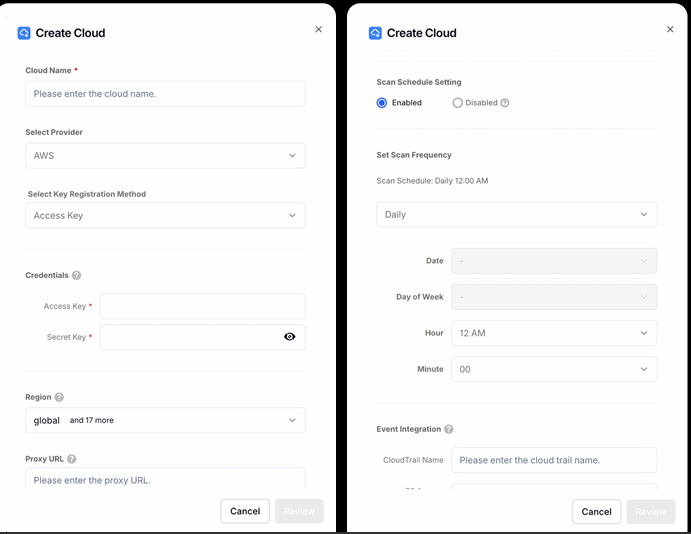 Create Cloud
Cloud Name *
Please enter the cloud name.
Select Provider
AWS
Select Key Registration Method
Access Key
Credentials ?
Access Key *
Secret Key *
Region ?
global and 17 more
Proxy URL ?
Please enter the proxy URL.
Cancel Review
Create Cloud
Scan Schedule Setting
Enabled Disabled ?
Set Scan Frequency
Scan Schedule: Daily 12:00 AM
Daily
Date -
Day of Week -
Hour 12 AM
Minute 00
Event Integration ?
CloudTrail Name Please enter the cloud trail name.
Cancel Review